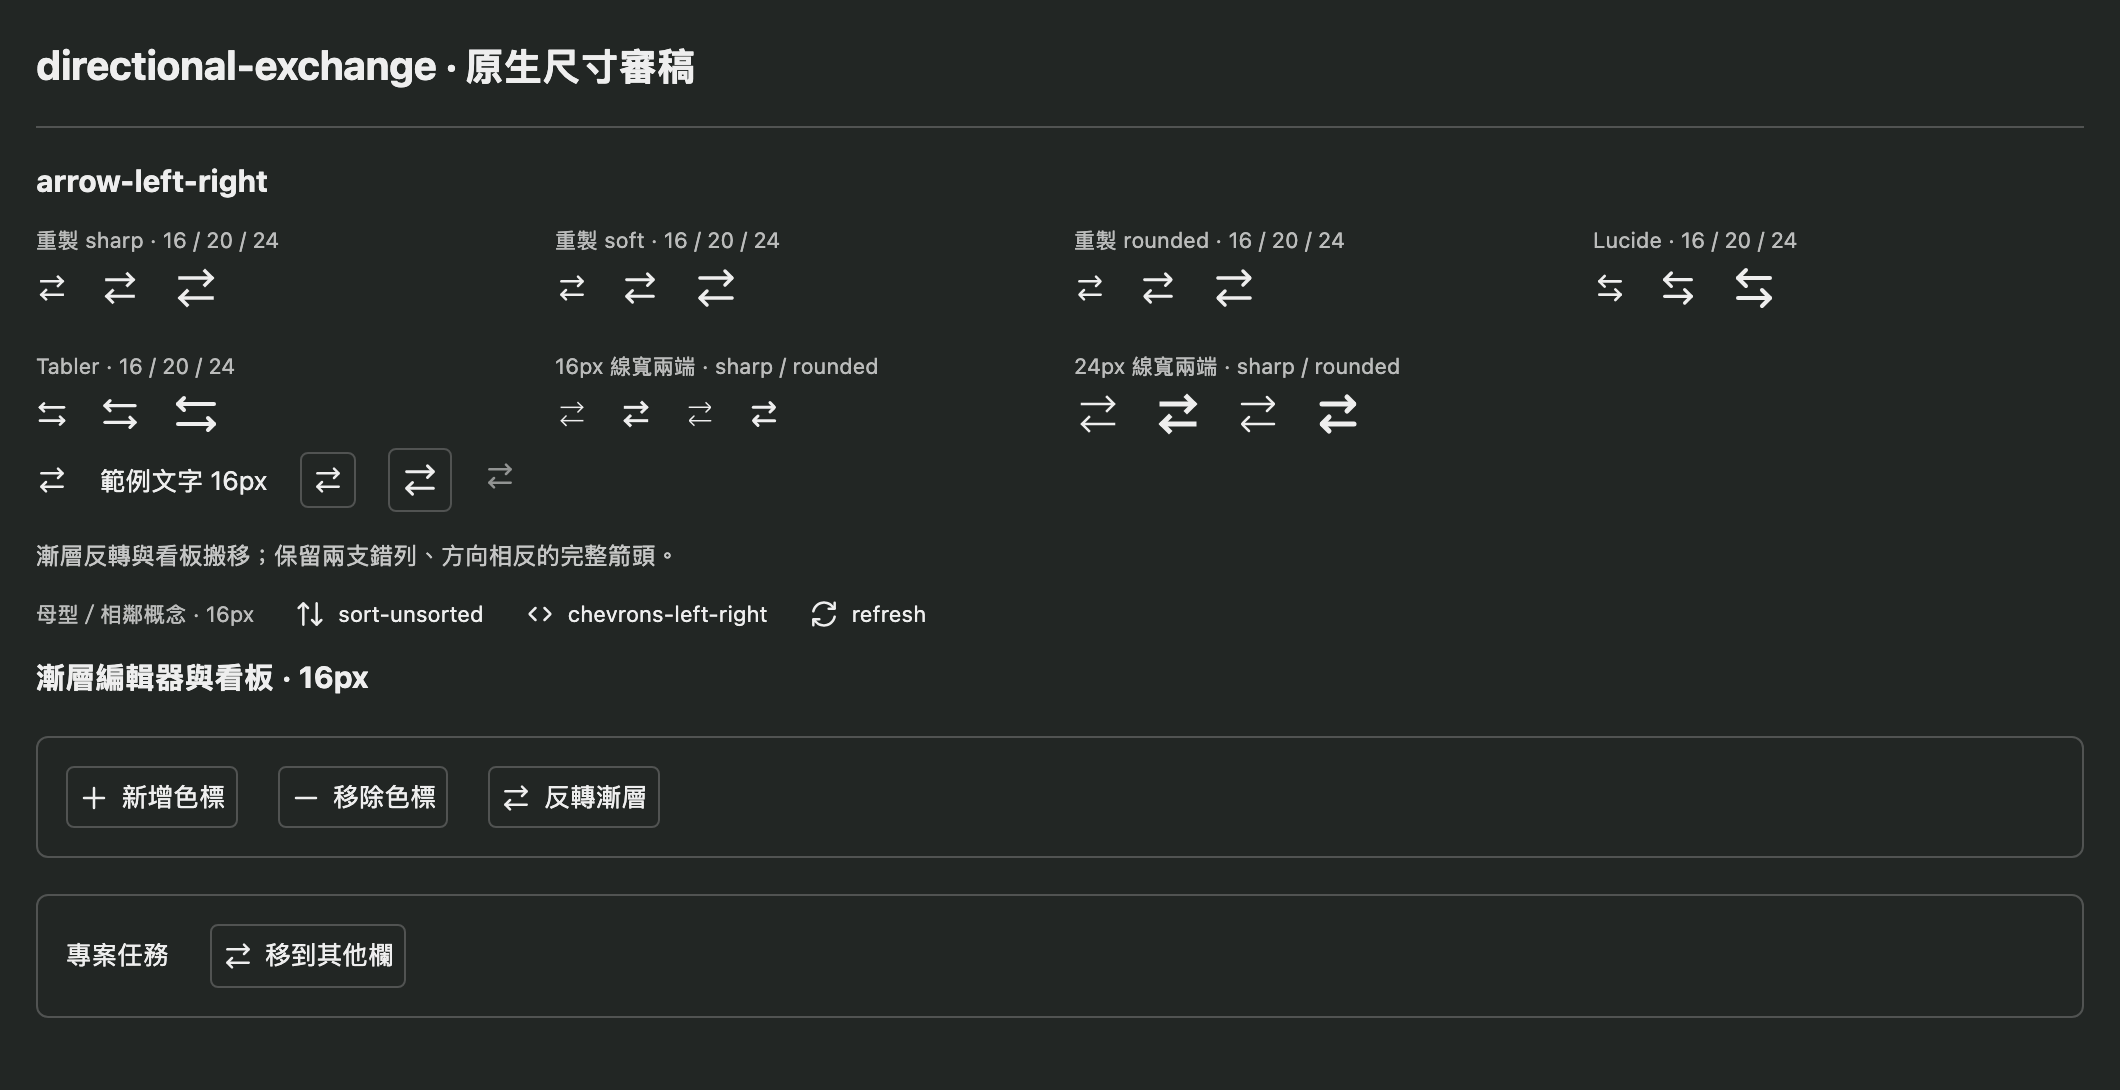 directional-exchange · 原生尺寸審稿
arrow-left-right
重製 sharp · 16 / 20 / 24
重製 soft · 16 / 20 / 24
重製 rounded · 16 / 20 / 24
Lucide · 16 / 20 / 24
Tabler · 16 / 20 / 24
16px 線寬兩端 · sharp / rounded
24px 線寬兩端 · sharp / rounded
範例文字 16px
漸層反轉與看板搬移；保留兩支錯列、方向相反的完整箭頭。
母型 / 相鄰概念 · 16px
sort-unsorted
chevrons-left-right
refresh
漸層編輯器與看板 · 16px
新增色標
移除色標
反轉漸層
專案任務
移到其他欄